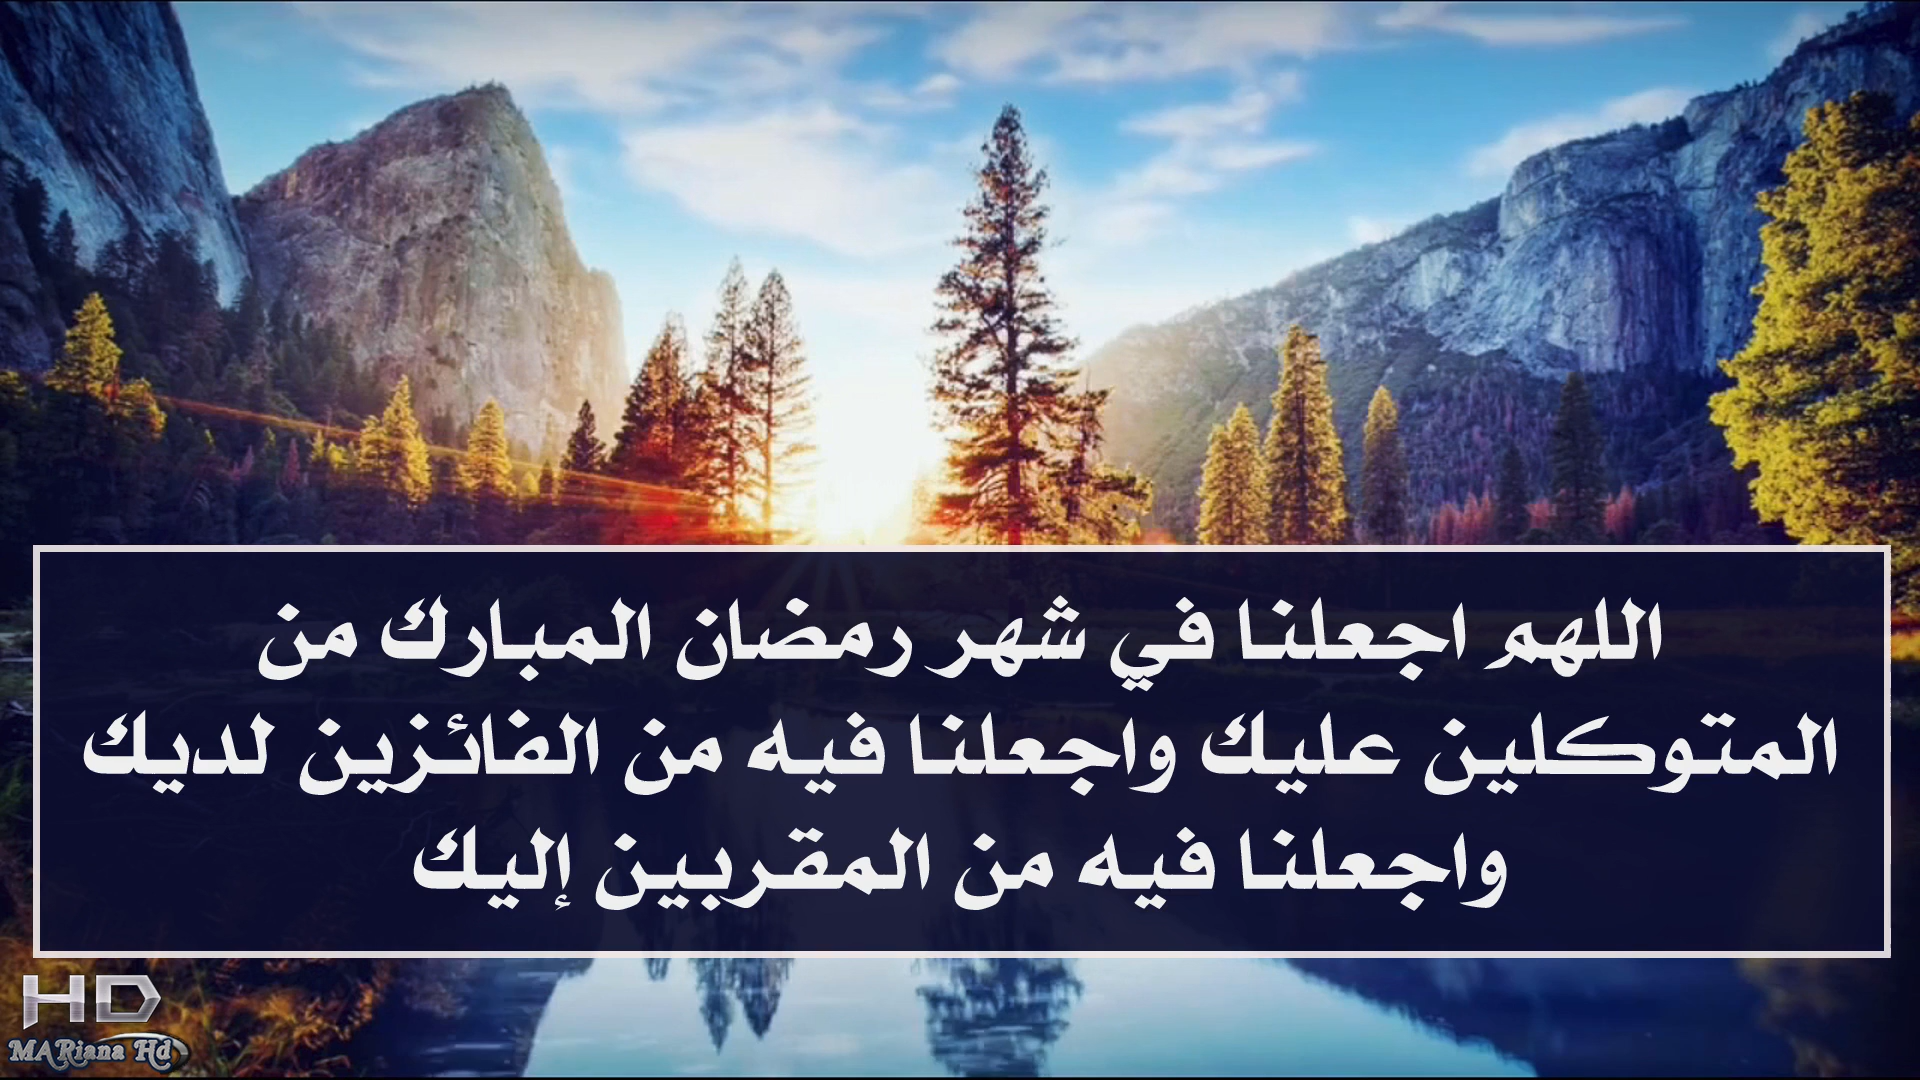 اللهم اجعلنا في شهر رمضان المبارك من
المتوكلين عليك واجعلنا فيه من الفائزين لديك
واجعلنا فيه من المقربين إليك
HD
MARiana Hd